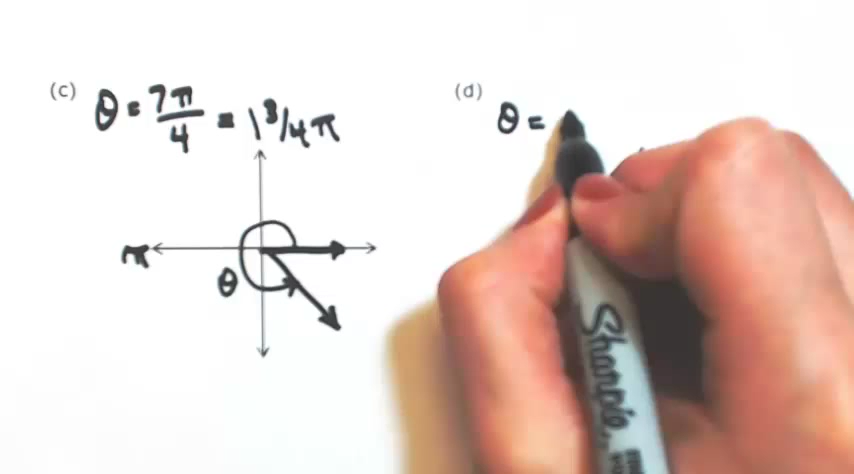 (c) θ = 7π/4 = 1 3/4 π
π
θ
(d) θ =
Sharpie